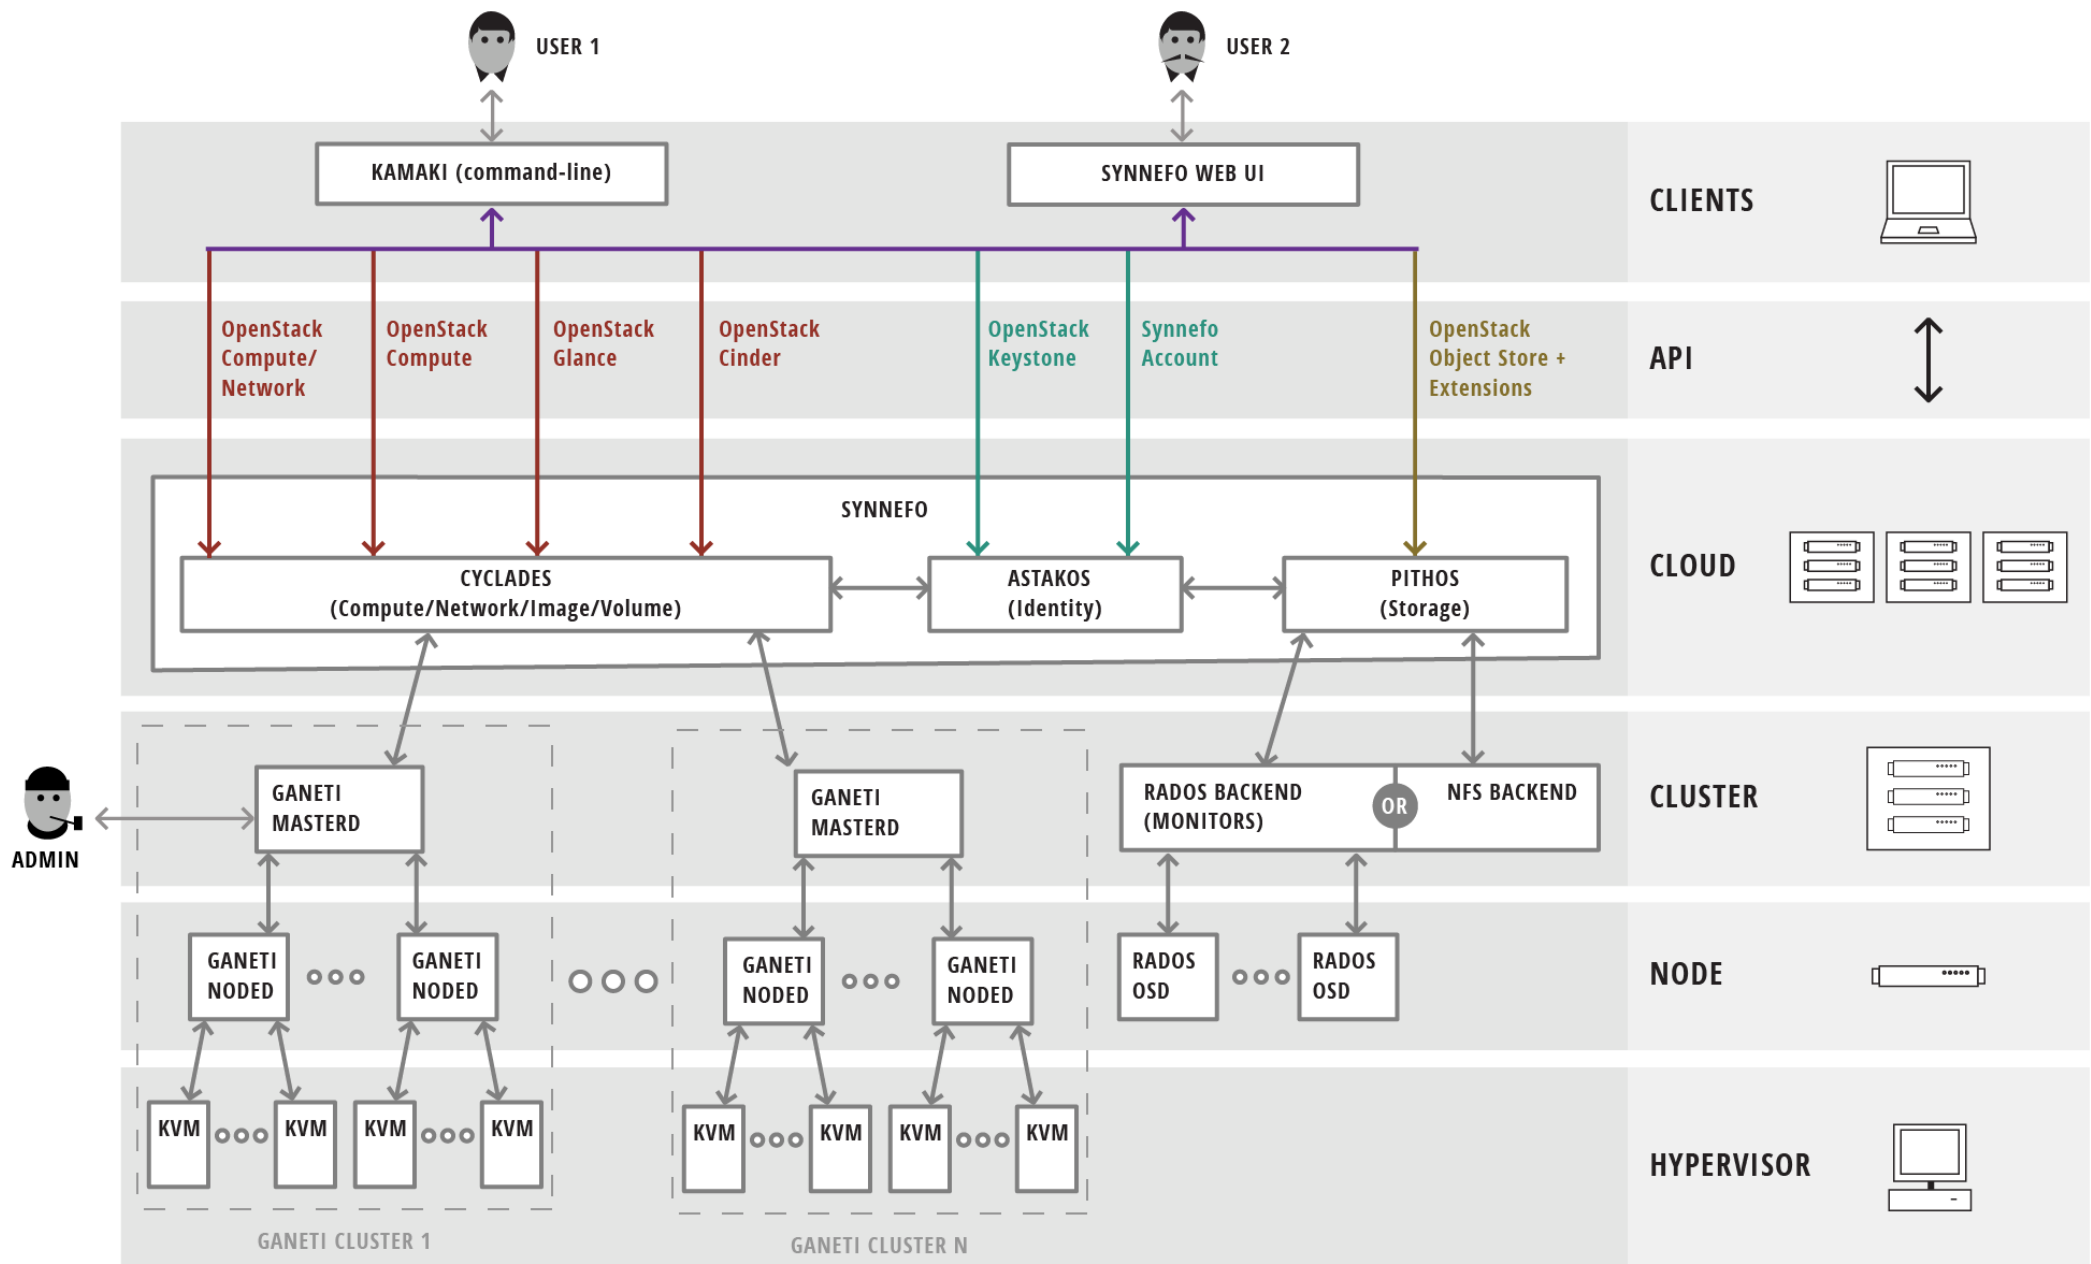 USER 1
USER 2
KAMAKI (command-line)
SYNNEFO WEB UI
CLIENTS
OpenStack
Compute/
Network
OpenStack
Compute
OpenStack
Glance
OpenStack
Cinder
OpenStack
Keystone
Synnefo
Account
OpenStack
Object Store +
Extensions
API
SYNNEFO
CYCLADES
(Compute/Network/Image/Volume)
ASTAKOS
(Identity)
PITHOS
(Storage)
CLOUD
ADMIN
GANETI
MASTERD
GANETI
MASTERD
RADOS BACKEND
(MONITORS)
OR
NFS BACKEND
CLUSTER
GANETI
NODED
GANETI
NODED
GANETI
NODED
GANETI
NODED
RADOS
OSD
RADOS
OSD
NODE
KVM
KVM
KVM
KVM
KVM
KVM
KVM
KVM
HYPERVISOR
GANETI CLUSTER 1
GANETI CLUSTER N